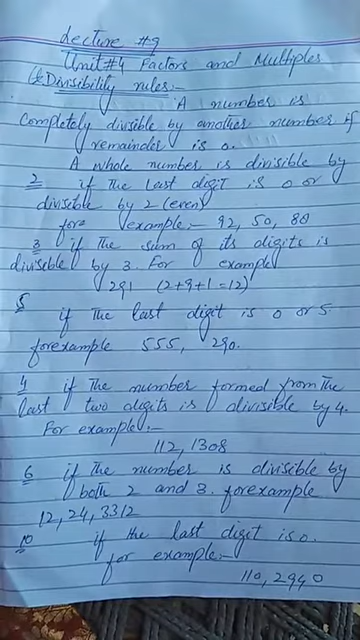 Lecture #9
Unit#4 Factors and Multiples
Divisibility rules:-
A number is
completely divisible by another number if
remainder is 0.
A whole number is divisible by
2 if the last digit is 0 or
divisible by 2 (even)
for example:- 92, 50, 80
3 if the sum of its digits is
divisible by 3. For example
291 (2+9+1=12)
5
if the last digit is 0 or 5
forexample 555, 290.
4 if the number formed from the
last two digits is divisible by 4.
For example:-
112, 1308
6 if the number is divisible by
both 2 and 3. forexample
12, 24, 3312
10 if the last digit is 0.
for example:-
110, 2940